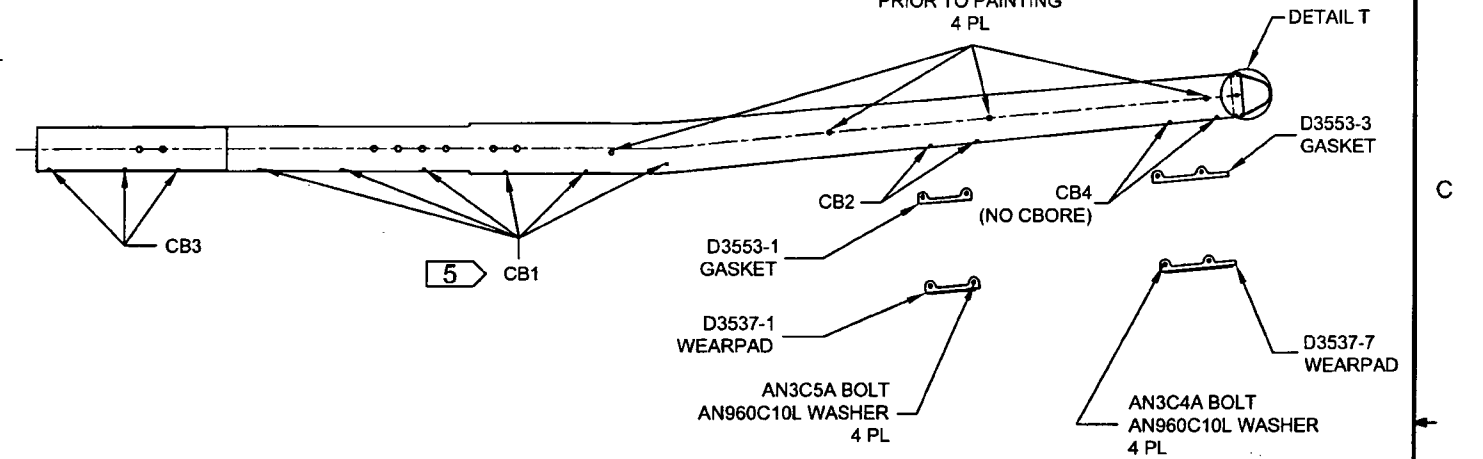 PRIOR TO PAINTING
4 PL
DETAIL T
D3553-3
GASKET
C
CB2
CB4
(NO CBORE)
CB3
5
CB1
D3553-1
GASKET
D3537-1
WEARPAD
D3537-7
WEARPAD
AN3C5A BOLT
AN960C10L WASHER
4 PL
AN3C4A BOLT
AN960C10L WASHER
4 PL